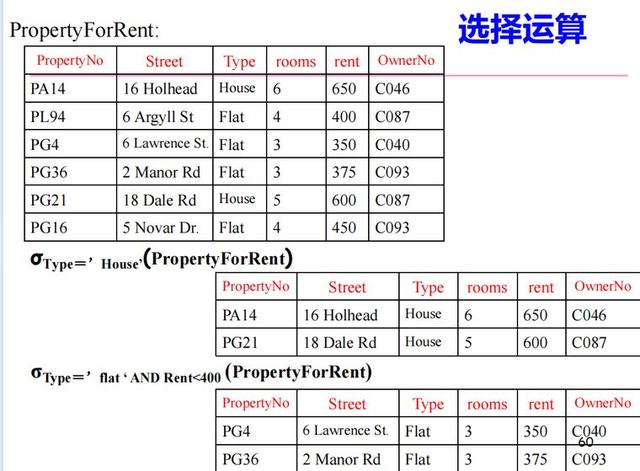 选择运算
PropertyForRent:
PropertyNo Street Type rooms rent OwnerNo
PA14 16 Holhead House 6 650 C046
PL94 6 Argyll St Flat 4 400 C087
PG4 6 Lawrence St. Flat 3 350 C040
PG36 2 Manor Rd Flat 3 375 C093
PG21 18 Dale Rd House 5 600 C087
PG16 5 Novar Dr. Flat 4 450 C093
σType=’House’(PropertyForRent)
PropertyNo Street Type rooms rent OwnerNo
PA14 16 Holhead House 6 650 C046
PG21 18 Dale Rd House 5 600 C087
σType=’flat‘AND Rent<400 (PropertyForRent)
PropertyNo Street Type rooms rent OwnerNo
PG4 6 Lawrence St. Flat 3 350 C040
60
PG36 2 Manor Rd Flat 3 375 C093